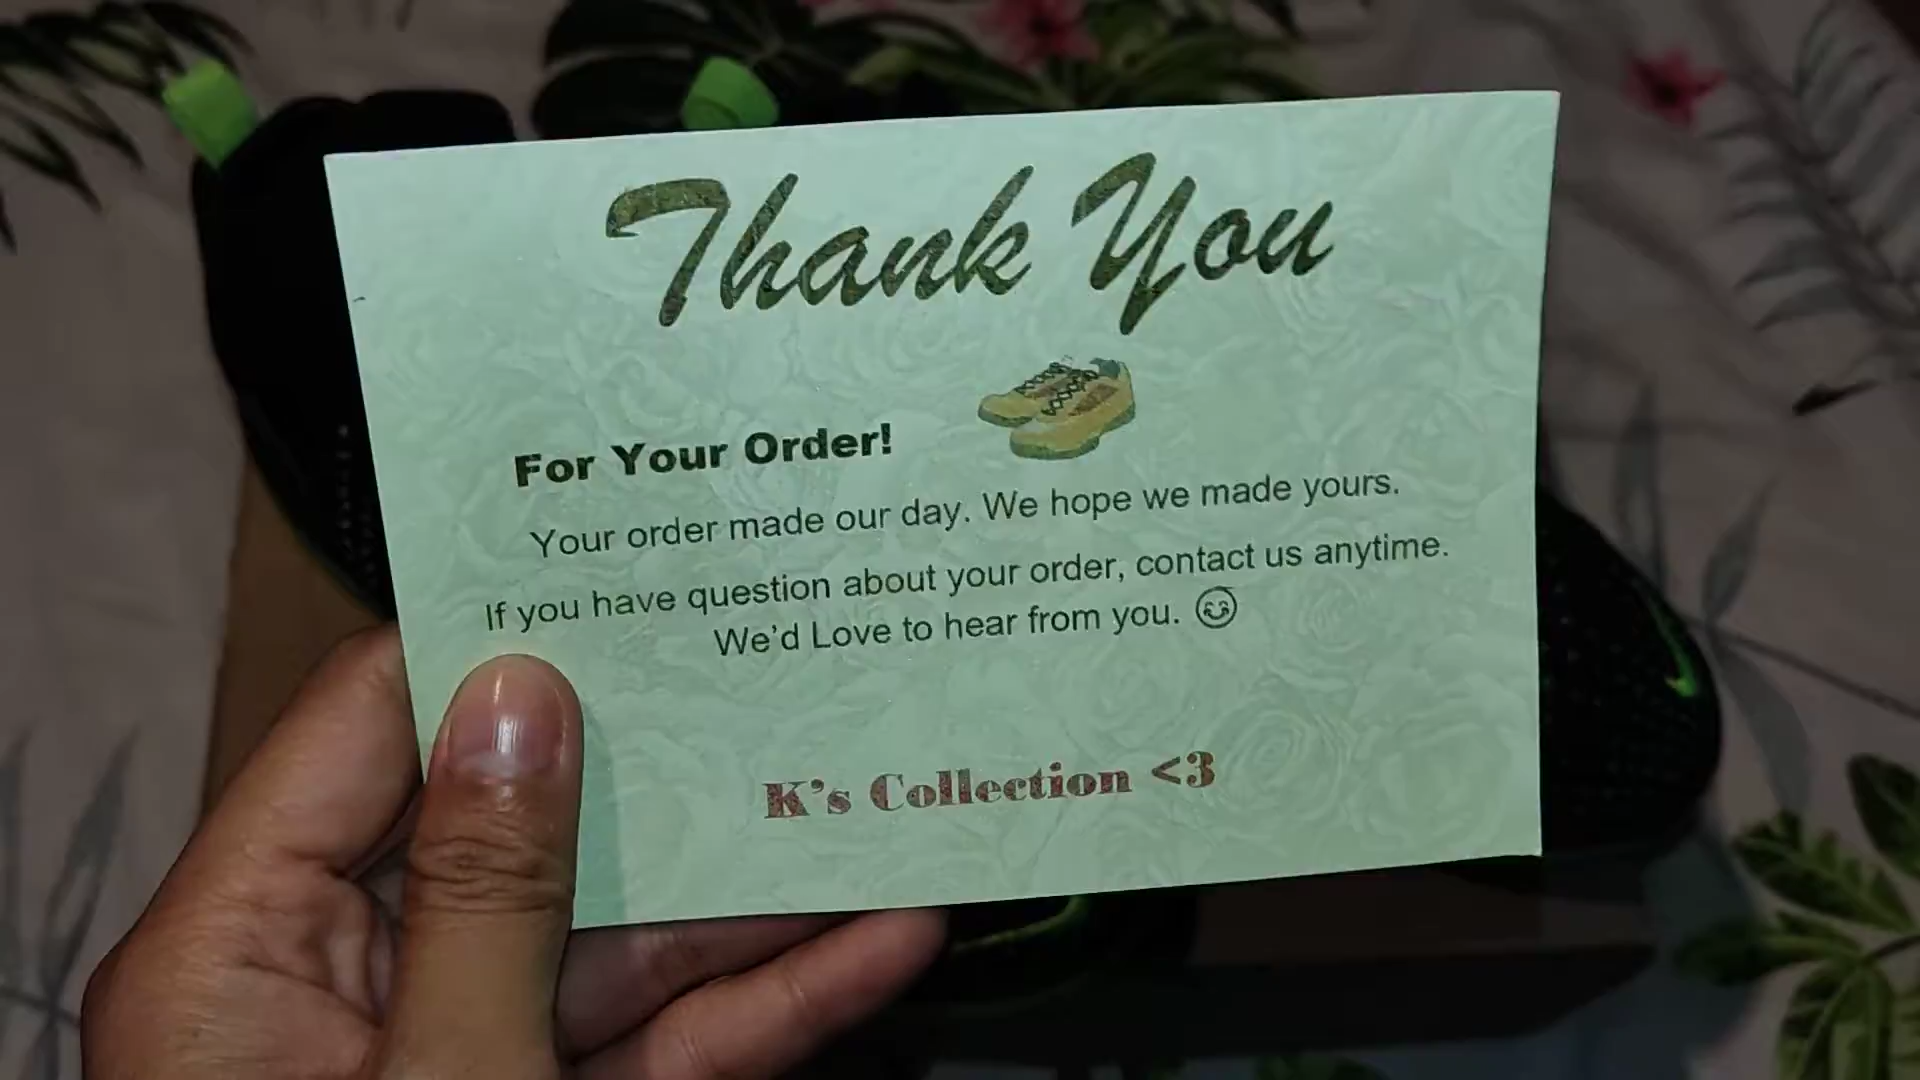 Thank You
For Your Order!
Your order made our day. We hope we made yours.
If you have question about your order, contact us anytime.
We'd Love to hear from you. 😊
K's Collection <3